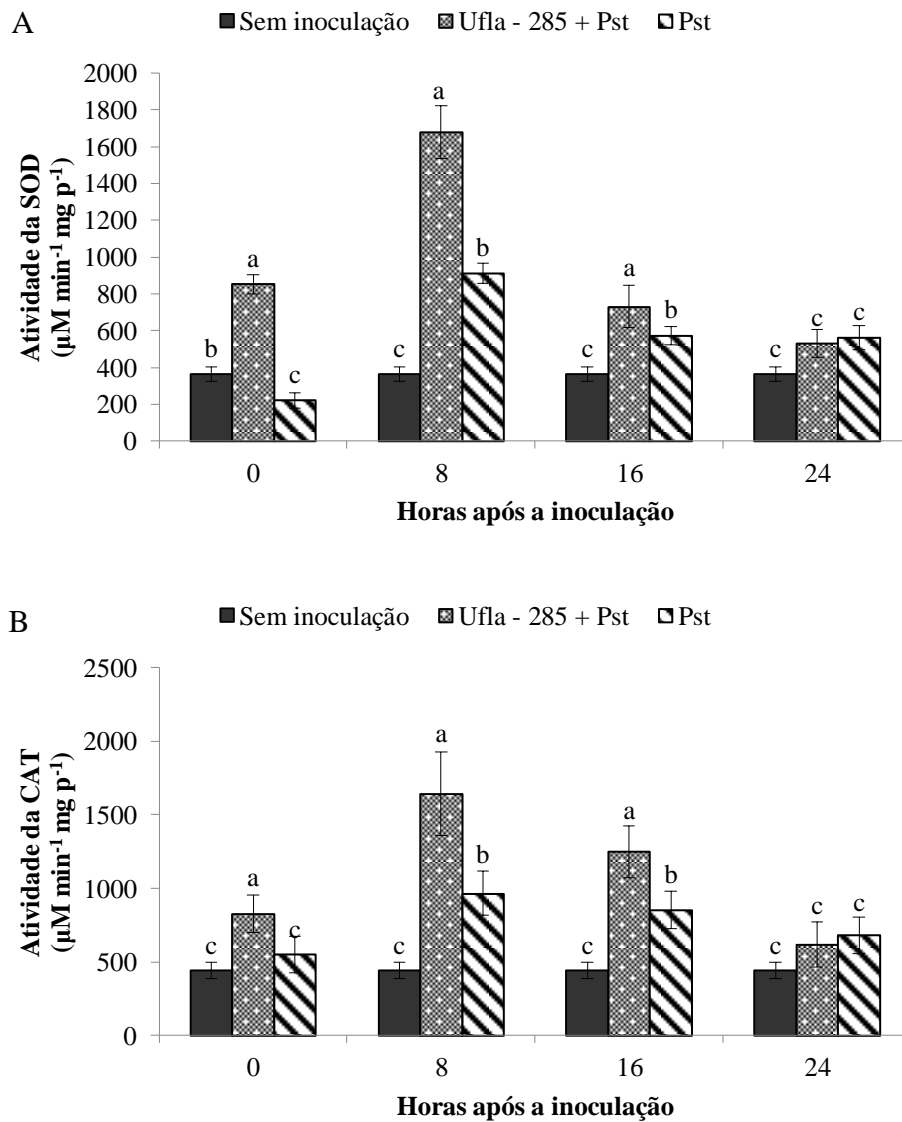 A
Sem inoculação Ufla - 285 + Pst Pst
2000
1800
1600
1400
1200
1000
800
600
400
200
0
Atividade da SOD
(µM min-1 mg p-1)
b a c
c a b
c a b
c c c
0 8 16 24
Horas após a inoculação
B
Sem inoculação Ufla - 285 + Pst Pst
2500
2000
1500
1000
500
0
Atividade da CAT
(µM min-1 mg p-1)
c a c
c a b
c a b
c c c
0 8 16 24
Horas após a inoculação